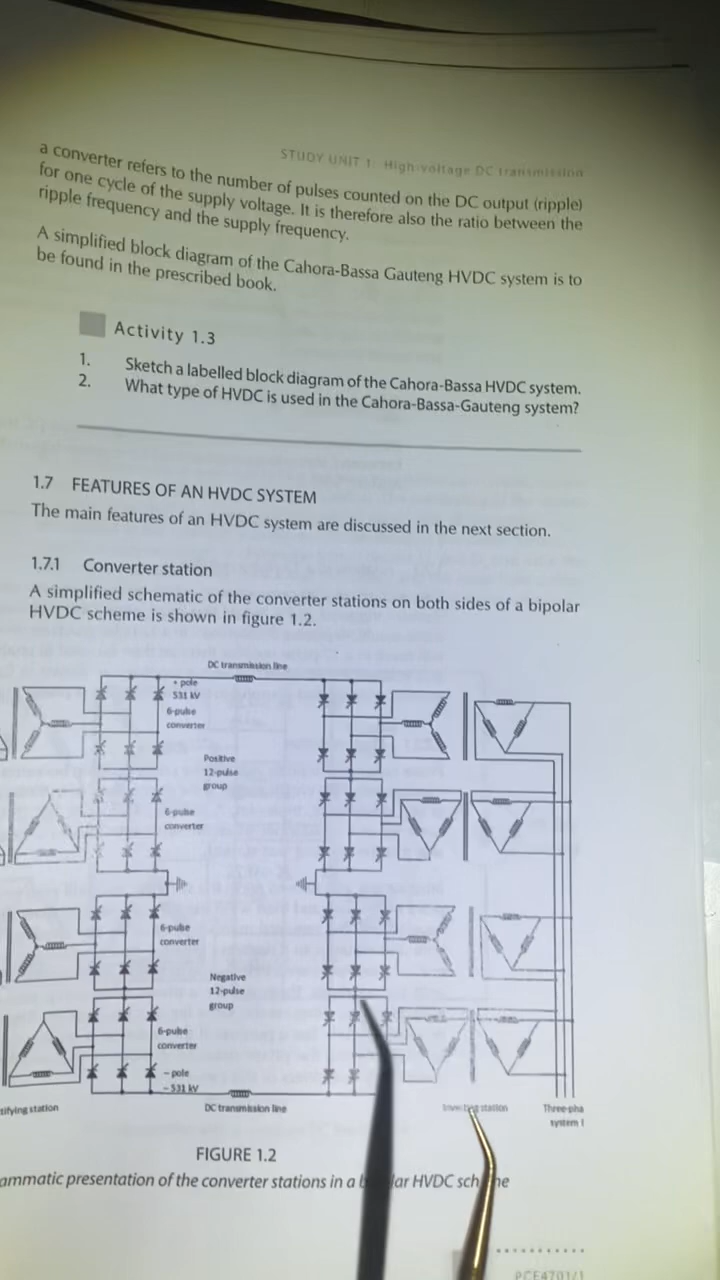 STUDY UNIT 1: High-voltage DC transmission
a converter refers to the number of pulses counted on the DC output (ripple)
for one cycle of the supply voltage. It is therefore also the ratio between the
ripple frequency and the supply frequency.
A simplified block diagram of the Cahora-Bassa Gauteng HVDC system is to
be found in the prescribed book.
Activity 1.3
1. Sketch a labelled block diagram of the Cahora-Bassa HVDC system.
2. What type of HVDC is used in the Cahora-Bassa-Gauteng system?
1.7 FEATURES OF AN HVDC SYSTEM
The main features of an HVDC system are discussed in the next section.
1.7.1 Converter station
A simplified schematic of the converter stations on both sides of a bipolar
HVDC scheme is shown in figure 1.2.
DC transmission line
+ pole
531 kV
6-pulse
converter
Positive
12-pulse
group
6-pulse
converter
6-pulse
converter
Negative
12-pulse
group
6-pulse
converter
– pole
– 531 kV
tifying station
DC transmission line
station
Three-pha
system
FIGURE 1.2
ammatic presentation of the converter stations in a b lar HVDC sch me
PCE4701/1